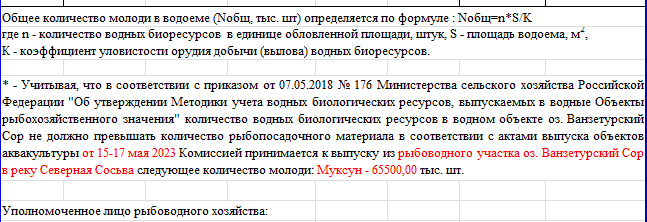 Общее количество молоди в водоеме (Nобщ, тыс. шт) определяется по формуле : Nобщ=n*S/K
где n - количество водных биоресурсов в единице обловленной площади, штук, S - площадь водоема, м²,
К - коэффициент уловистости орудия добычи (вылова) водных биоресурсов.
* - Учитывая, что в соответствии с приказом от 07.05.2018 № 176 Министерства сельского хозяйства Российской
Федерации "Об утверждении Методики учета водных биологических ресурсов, выпускаемых в водные Объекты
рыбохозяйственного значения" количество водных биологических ресурсов в водном объекте оз. Ванзетурский
Сор не должно превышать количество рыбопосадочного материала в соответствии с актами выпуска объектов
аквакультуры от 15-17 мая 2023 Комиссией принимается к выпуску из рыбоводного участка оз. Ванзетурский Сор
в реку Северная Сосьва следующее количество молоди: Муксун - 65500,00 тыс. шт.
Уполномоченное лицо рыбоводного хозяйства: